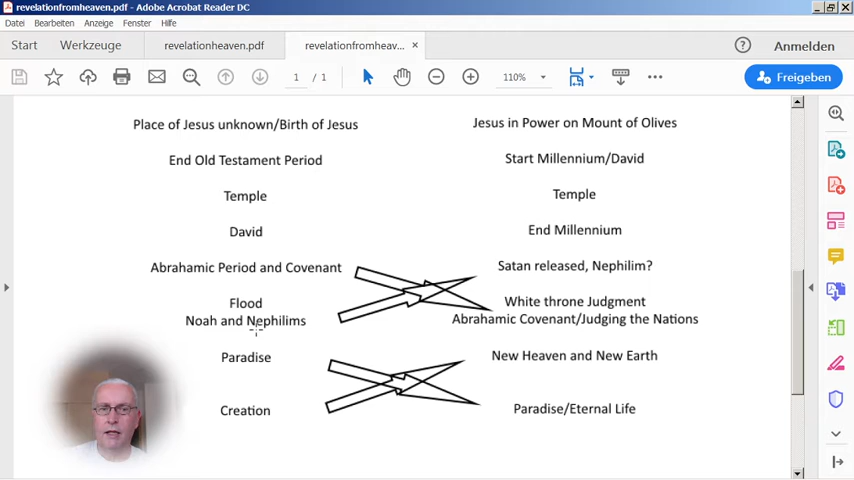 revelationfromheaven.pdf - Adobe Acrobat Reader DC
Datei Bearbeiten Anzeige Fenster Hilfe
Start Werkzeuge revelationheaven.pdf revelationfromheav... × Anmelden
1 / 1 110% Freigeben
Place of Jesus unknown/Birth of Jesus
Jesus in Power on Mount of Olives
End Old Testament Period
Start Millennium/David
Temple
Temple
David
End Millennium
Abrahamic Period and Covenant
Satan released, Nephilim?
Flood
White throne Judgment
Noah and Nephilims
Abrahamic Covenant/Judging the Nations
Paradise
New Heaven and New Earth
Creation
Paradise/Eternal Life